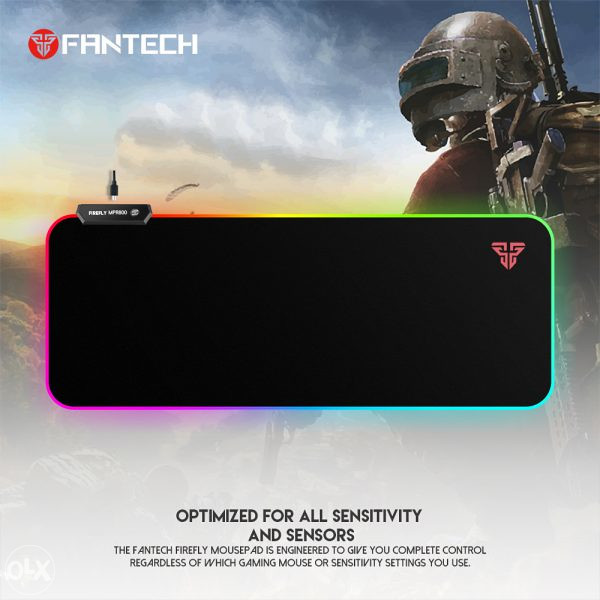 FANTECH
FIREFLY MPR800
OPTIMIZED FOR ALL SENSITIVITY
AND SENSORS
THE FANTECH FIREFLY MOUSEPAD IS ENGINEERED TO GIVE YOU COMPLETE CONTROL
REGARDLESS OF WHICH GAMING MOUSE OR SENSITIVITY SETTINGS YOU USE.
OLX